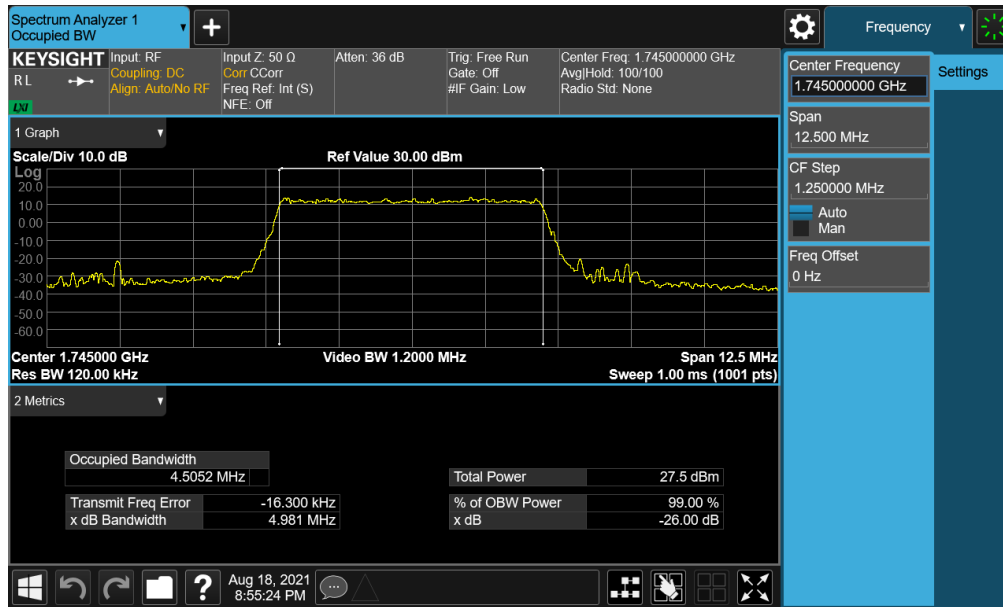 Spectrum Analyzer 1
Occupied BW
+
Frequency
KEYSIGHT
R L
LXI
Input: RF
Coupling: DC
Align: Auto/No RF
Input Z: 50 Ω
Corr CCorr
Freq Ref: Int (S)
NFE: Off
Atten: 36 dB
Trig: Free Run
Gate: Off
#IF Gain: Low
Center Freq: 1.745000000 GHz
Avg|Hold: 100/100
Radio Std: None
Center Frequency
1.745000000 GHz
Settings
Span
12.500 MHz
CF Step
1.250000 MHz
Auto
Man
Freq Offset
0 Hz
1 Graph
Scale/Div 10.0 dB
Ref Value 30.00 dBm
Log
20.0
10.0
0.00
-10.0
-20.0
-30.0
-40.0
-50.0
-60.0
Center 1.745000 GHz
Video BW 1.2000 MHz
Span 12.5 MHz
Res BW 120.00 kHz
Sweep 1.00 ms (1001 pts)
2 Metrics
Occupied Bandwidth
4.5052 MHz
Total Power 27.5 dBm
Transmit Freq Error -16.300 kHz
% of OBW Power 99.00 %
x dB Bandwidth 4.981 MHz
x dB -26.00 dB
?
Aug 18, 2021
8:55:24 PM